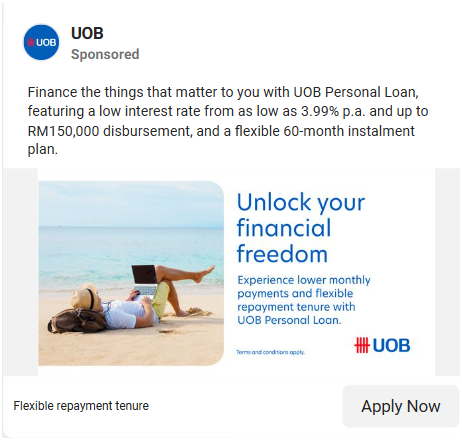 UOB
UOB
Sponsored
Finance the things that matter to you with UOB Personal Loan,
featuring a low interest rate from as low as 3.99% p.a. and up to
RM150,000 disbursement, and a flexible 60-month instalment
plan.
Unlock your
financial
freedom
Experience lower monthly
payments and flexible
repayment tenure with
UOB Personal Loan.
Terms and conditions apply.
UOB
Flexible repayment tenure
Apply Now